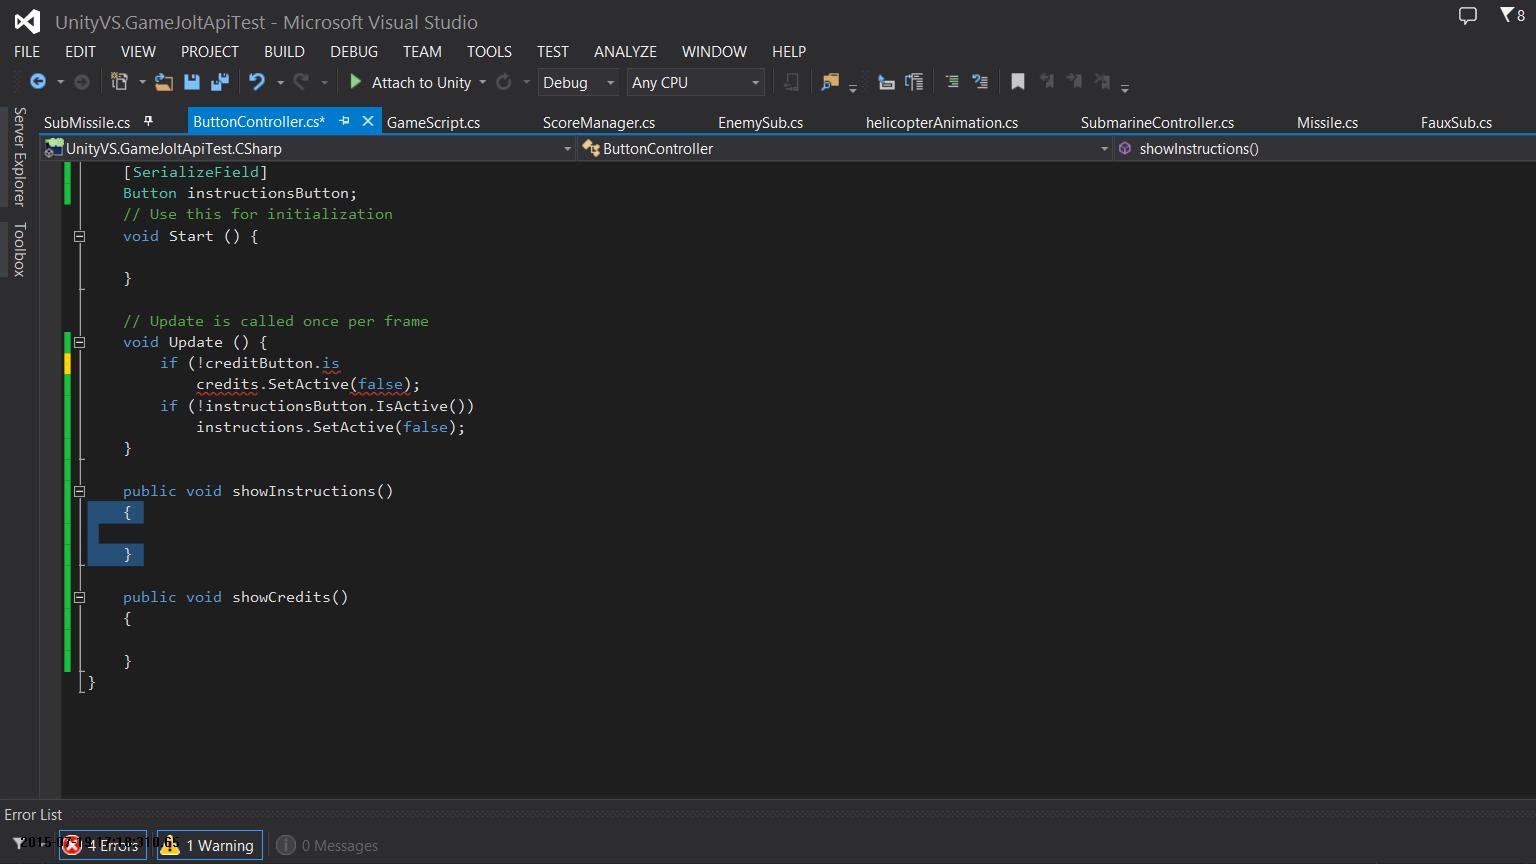 UnityVS.GameJoltApiTest - Microsoft Visual Studio
8
FILE EDIT VIEW PROJECT BUILD DEBUG TEAM TOOLS TEST ANALYZE WINDOW HELP
Attach to Unity Debug Any CPU
Server Explorer
Toolbox
SubMissile.cs ButtonController.cs* GameScript.cs ScoreManager.cs EnemySub.cs helicopterAnimation.cs SubmarineController.cs Missile.cs FauxSub.cs
UnityVS.GameJoltApiTest.CSharp ButtonController showInstructions()
[SerializeField]
Button instructionsButton;
// Use this for initialization
void Start () {
}
// Update is called once per frame
void Update () {
if (!creditButton.is
credits.SetActive(false);
if (!instructionsButton.IsActive())
instructions.SetActive(false);
}
public void showInstructions()
{
}
public void showCredits()
{
}
}
Error List
4 Errors 1 Warning 0 Messages